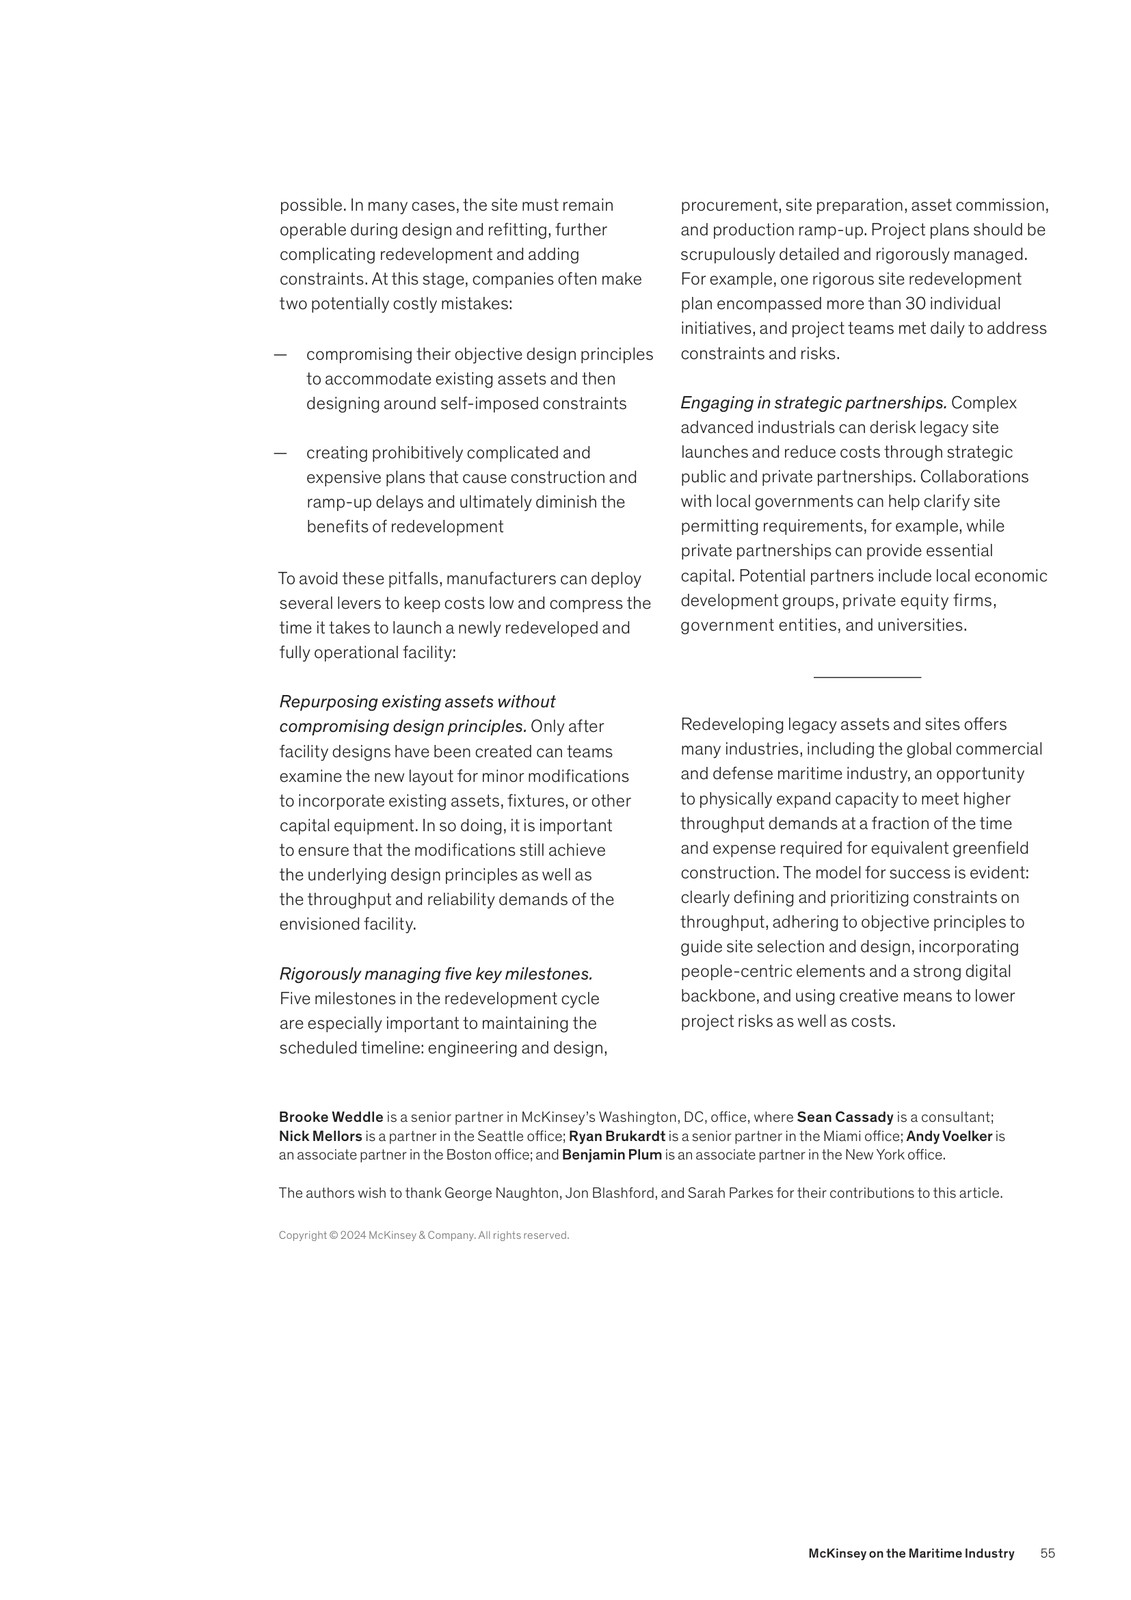 possible. In many cases, the site must remain
operable during design and refitting, further
complicating redevelopment and adding
constraints. At this stage, companies often make
two potentially costly mistakes:
— compromising their objective design principles
to accommodate existing assets and then
designing around self-imposed constraints
— creating prohibitively complicated and
expensive plans that cause construction and
ramp-up delays and ultimately diminish the
benefits of redevelopment
To avoid these pitfalls, manufacturers can deploy
several levers to keep costs low and compress the
time it takes to launch a newly redeveloped and
fully operational facility:
Repurposing existing assets without
compromising design principles. Only after
facility designs have been created can teams
examine the new layout for minor modifications
to incorporate existing assets, fixtures, or other
capital equipment. In so doing, it is important
to ensure that the modifications still achieve
the underlying design principles as well as
the throughput and reliability demands of the
envisioned facility.
Rigorously managing five key milestones.
Five milestones in the redevelopment cycle
are especially important to maintaining the
scheduled timeline: engineering and design,
procurement, site preparation, asset commission,
and production ramp-up. Project plans should be
scrupulously detailed and rigorously managed.
For example, one rigorous site redevelopment
plan encompassed more than 30 individual
initiatives, and project teams met daily to address
constraints and risks.
Engaging in strategic partnerships. Complex
advanced industrials can derisk legacy site
launches and reduce costs through strategic
public and private partnerships. Collaborations
with local governments can help clarify site
permitting requirements, for example, while
private partnerships can provide essential
capital. Potential partners include local economic
development groups, private equity firms,
government entities, and universities.
Redeveloping legacy assets and sites offers
many industries, including the global commercial
and defense maritime industry, an opportunity
to physically expand capacity to meet higher
throughput demands at a fraction of the time
and expense required for equivalent greenfield
construction. The model for success is evident:
clearly defining and prioritizing constraints on
throughput, adhering to objective principles to
guide site selection and design, incorporating
people-centric elements and a strong digital
backbone, and using creative means to lower
project risks as well as costs.
Brooke Weddle is a senior partner in McKinsey’s Washington, DC, office, where Sean Cassady is a consultant;
Nick Mellors is a partner in the Seattle office; Ryan Brukardt is a senior partner in the Miami office; Andy Voelker is
an associate partner in the Boston office; and Benjamin Plum is an associate partner in the New York office.
The authors wish to thank George Naughton, Jon Blashford, and Sarah Parkes for their contributions to this article.
Copyright © 2024 McKinsey & Company. All rights reserved.
McKinsey on the Maritime Industry 55